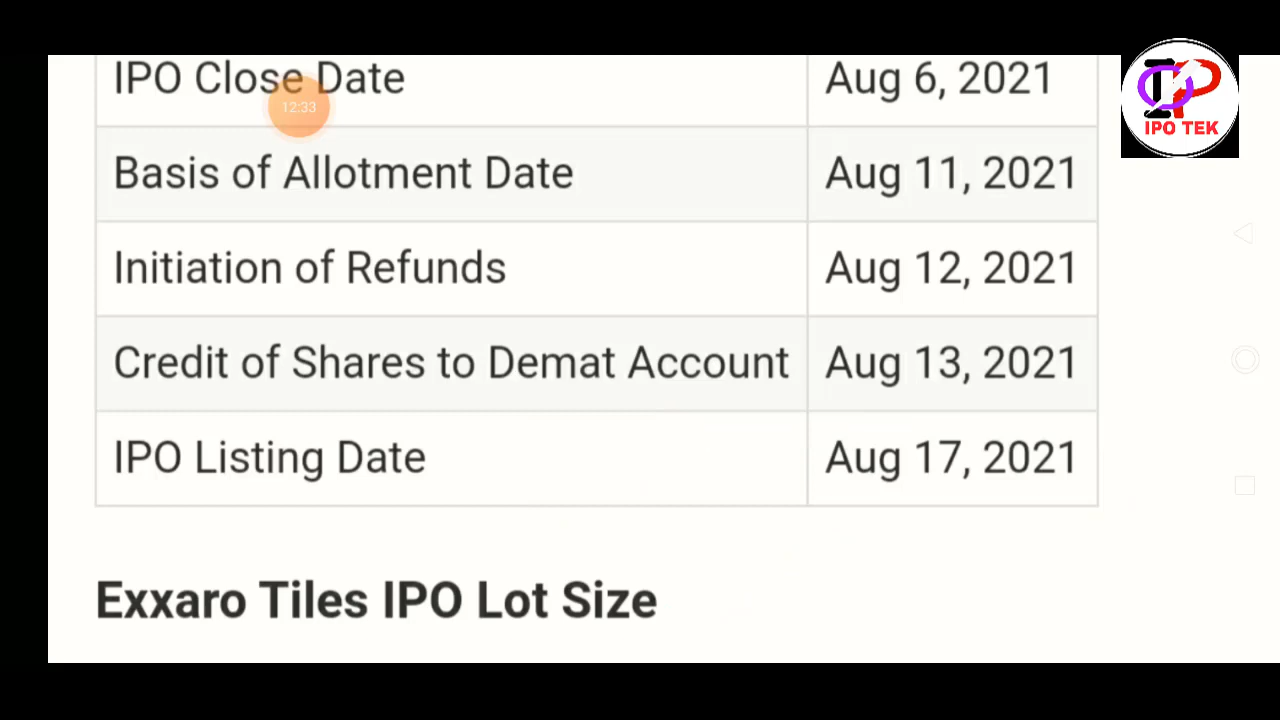 IPO Close Date Aug 6, 2021
12:33
IPO TEK
Basis of Allotment Date Aug 11, 2021
Initiation of Refunds Aug 12, 2021
Credit of Shares to Demat Account Aug 13, 2021
IPO Listing Date Aug 17, 2021
Exxaro Tiles IPO Lot Size